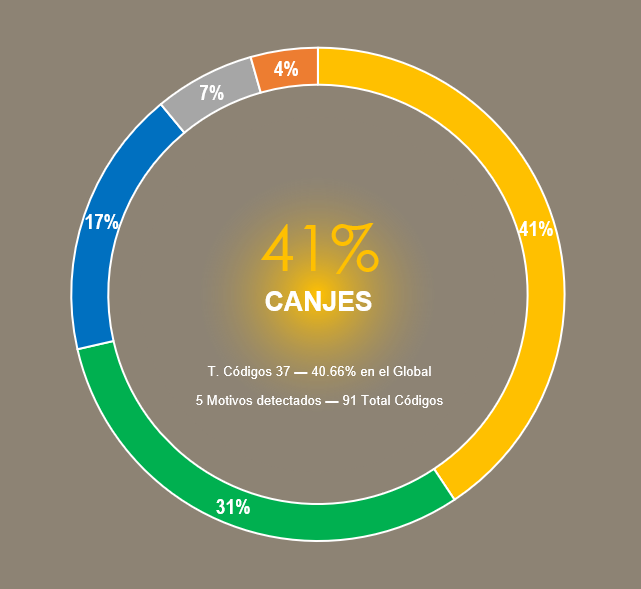 4%
7%
17%
41%
41%
CANJES
T. Códigos 37 — 40.66% en el Global
5 Motivos detectados — 91 Total Códigos
31%